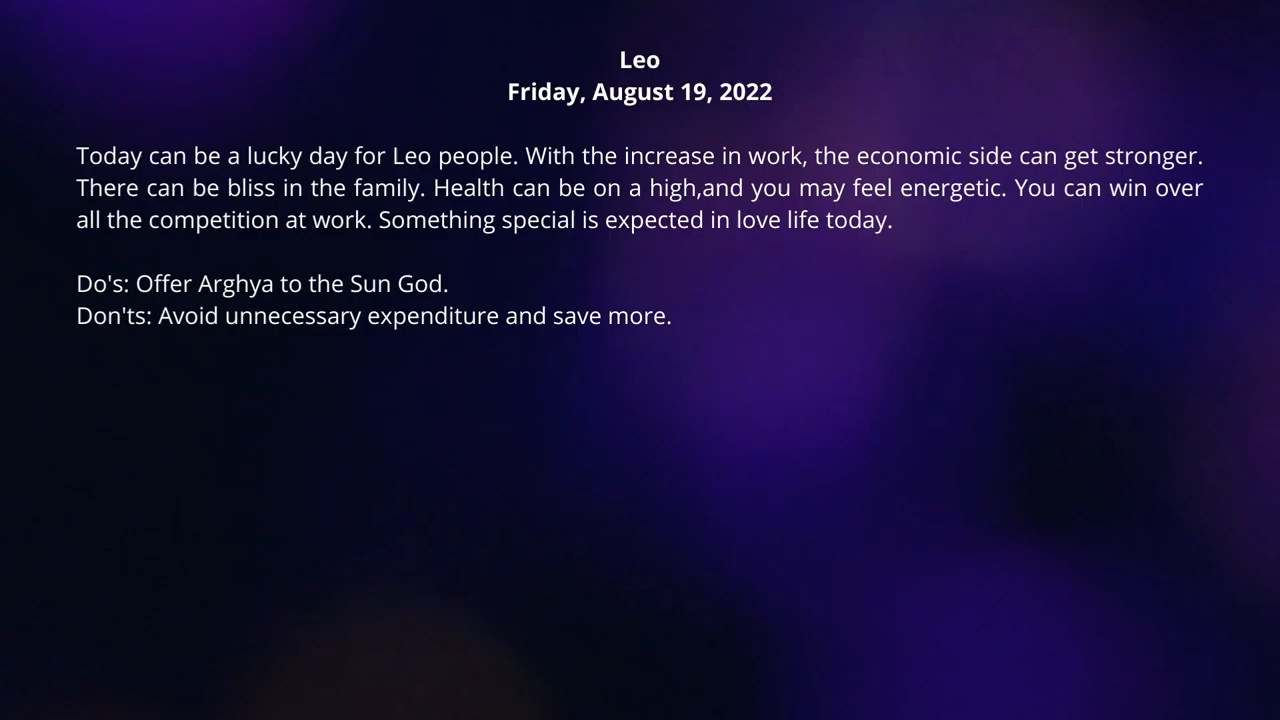 Leo
Friday, August 19, 2022
Today can be a lucky day for Leo people. With the increase in work, the economic side can get stronger.
There can be bliss in the family. Health can be on a high,and you may feel energetic. You can win over
all the competition at work. Something special is expected in love life today.
Do's: Offer Arghya to the Sun God.
Don'ts: Avoid unnecessary expenditure and save more.